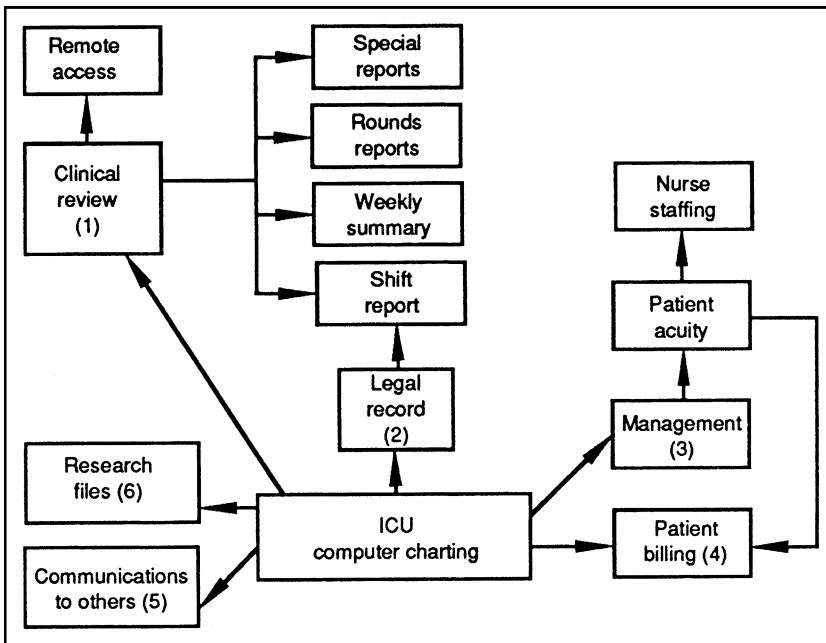 Remote
access
Special
reports
Rounds
reports
Clinical
review
(1)
Weekly
summary
Nurse
staffing
Shift
report
Patient
acuity
Legal
record
(2)
Management
(3)
Research
files (6)
ICU
computer charting
Patient
billing (4)
Communications
to others (5)